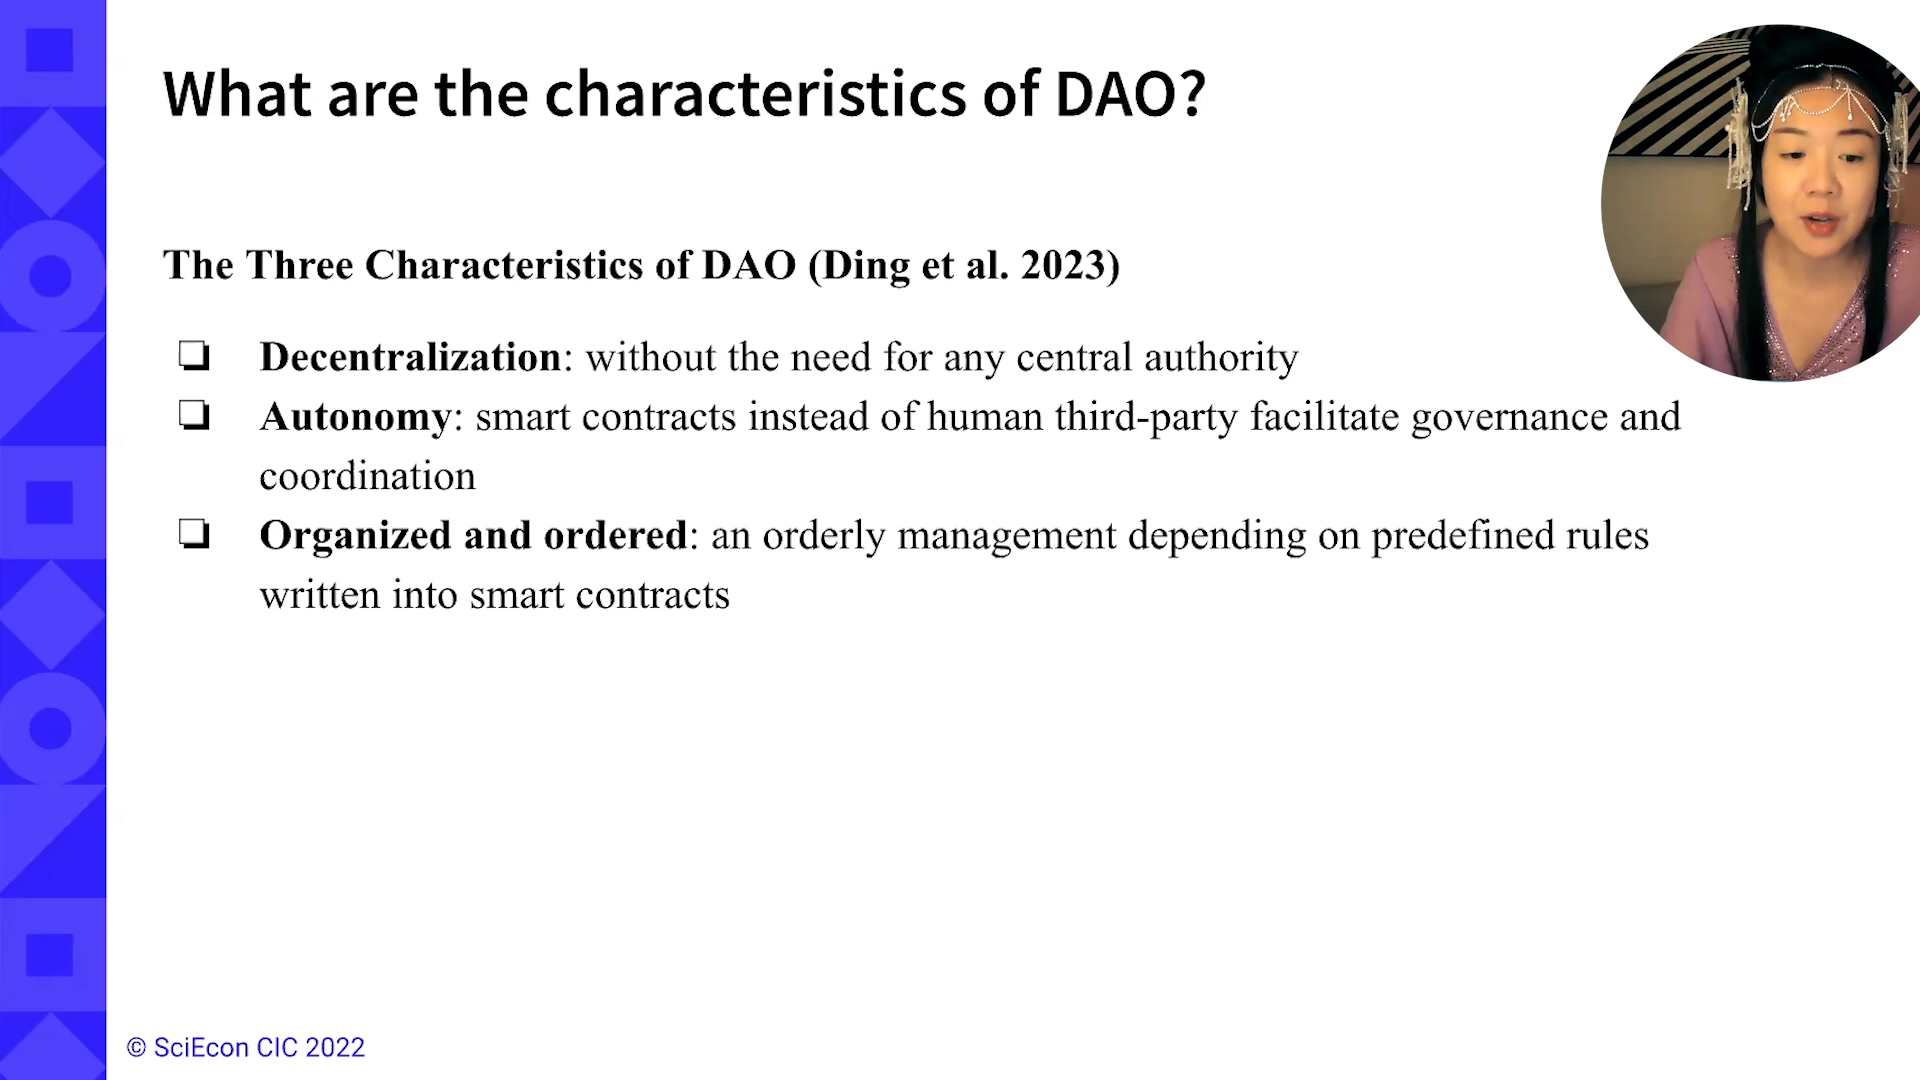 What are the characteristics of DAO?
The Three Characteristics of DAO (Ding et al. 2023)
❏ Decentralization: without the need for any central authority
❏ Autonomy: smart contracts instead of human third-party facilitate governance and
coordination
❏ Organized and ordered: an orderly management depending on predefined rules
written into smart contracts
© SciEcon CIC 2022